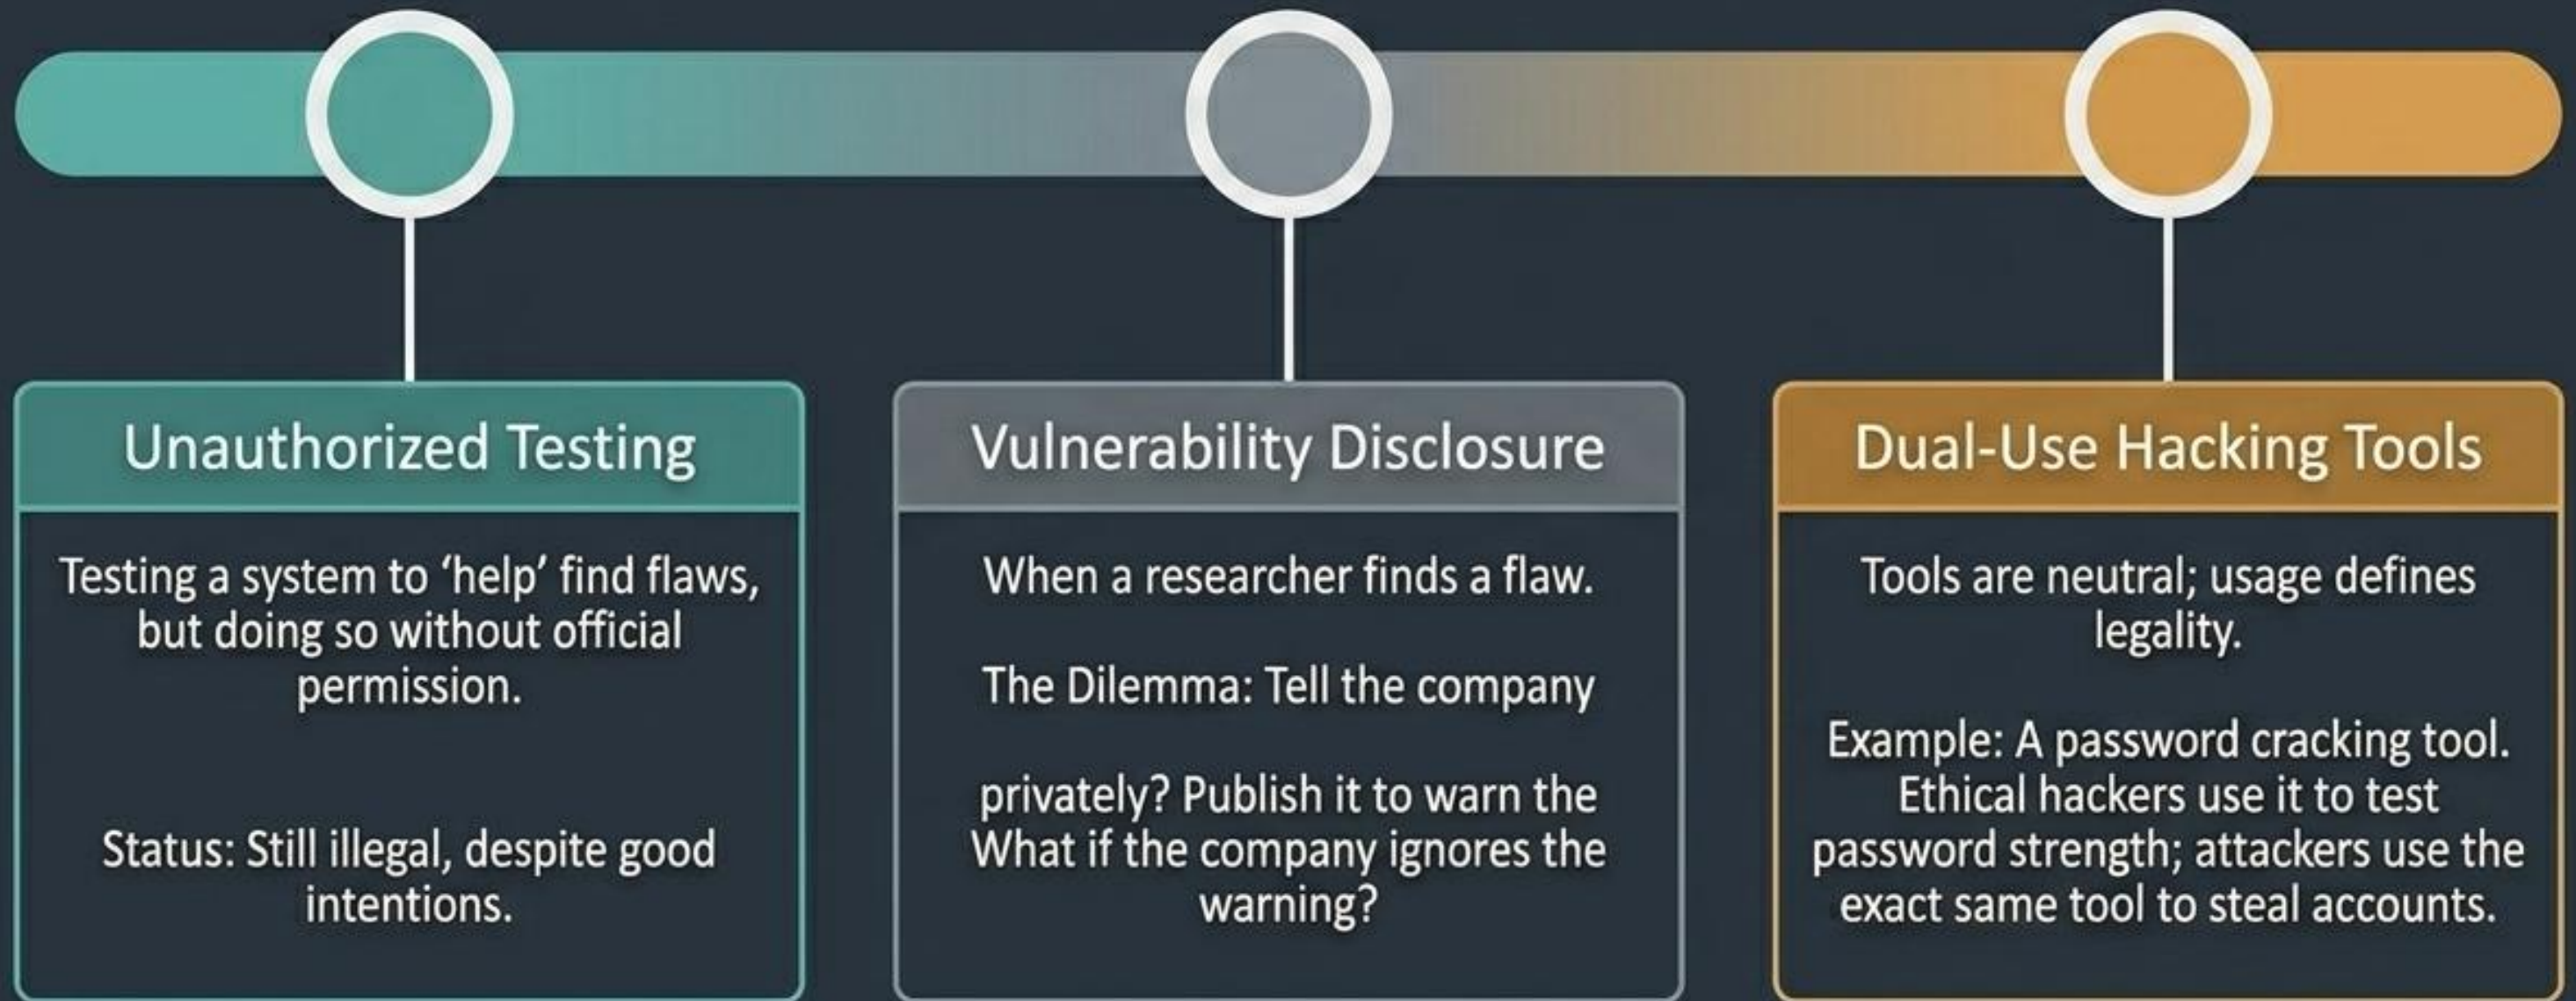 Unauthorized Testing
Testing a system to ‘help’ find flaws,
but doing so without official
permission.
Status: Still illegal, despite good
intentions.
Vulnerability Disclosure
When a researcher finds a flaw.
The Dilemma: Tell the company
privately? Publish it to warn the
What if the company ignores the
warning?
Dual-Use Hacking Tools
Tools are neutral; usage defines
legality.
Example: A password cracking tool.
Ethical hackers use it to test
password strength; attackers use the
exact same tool to steal accounts.